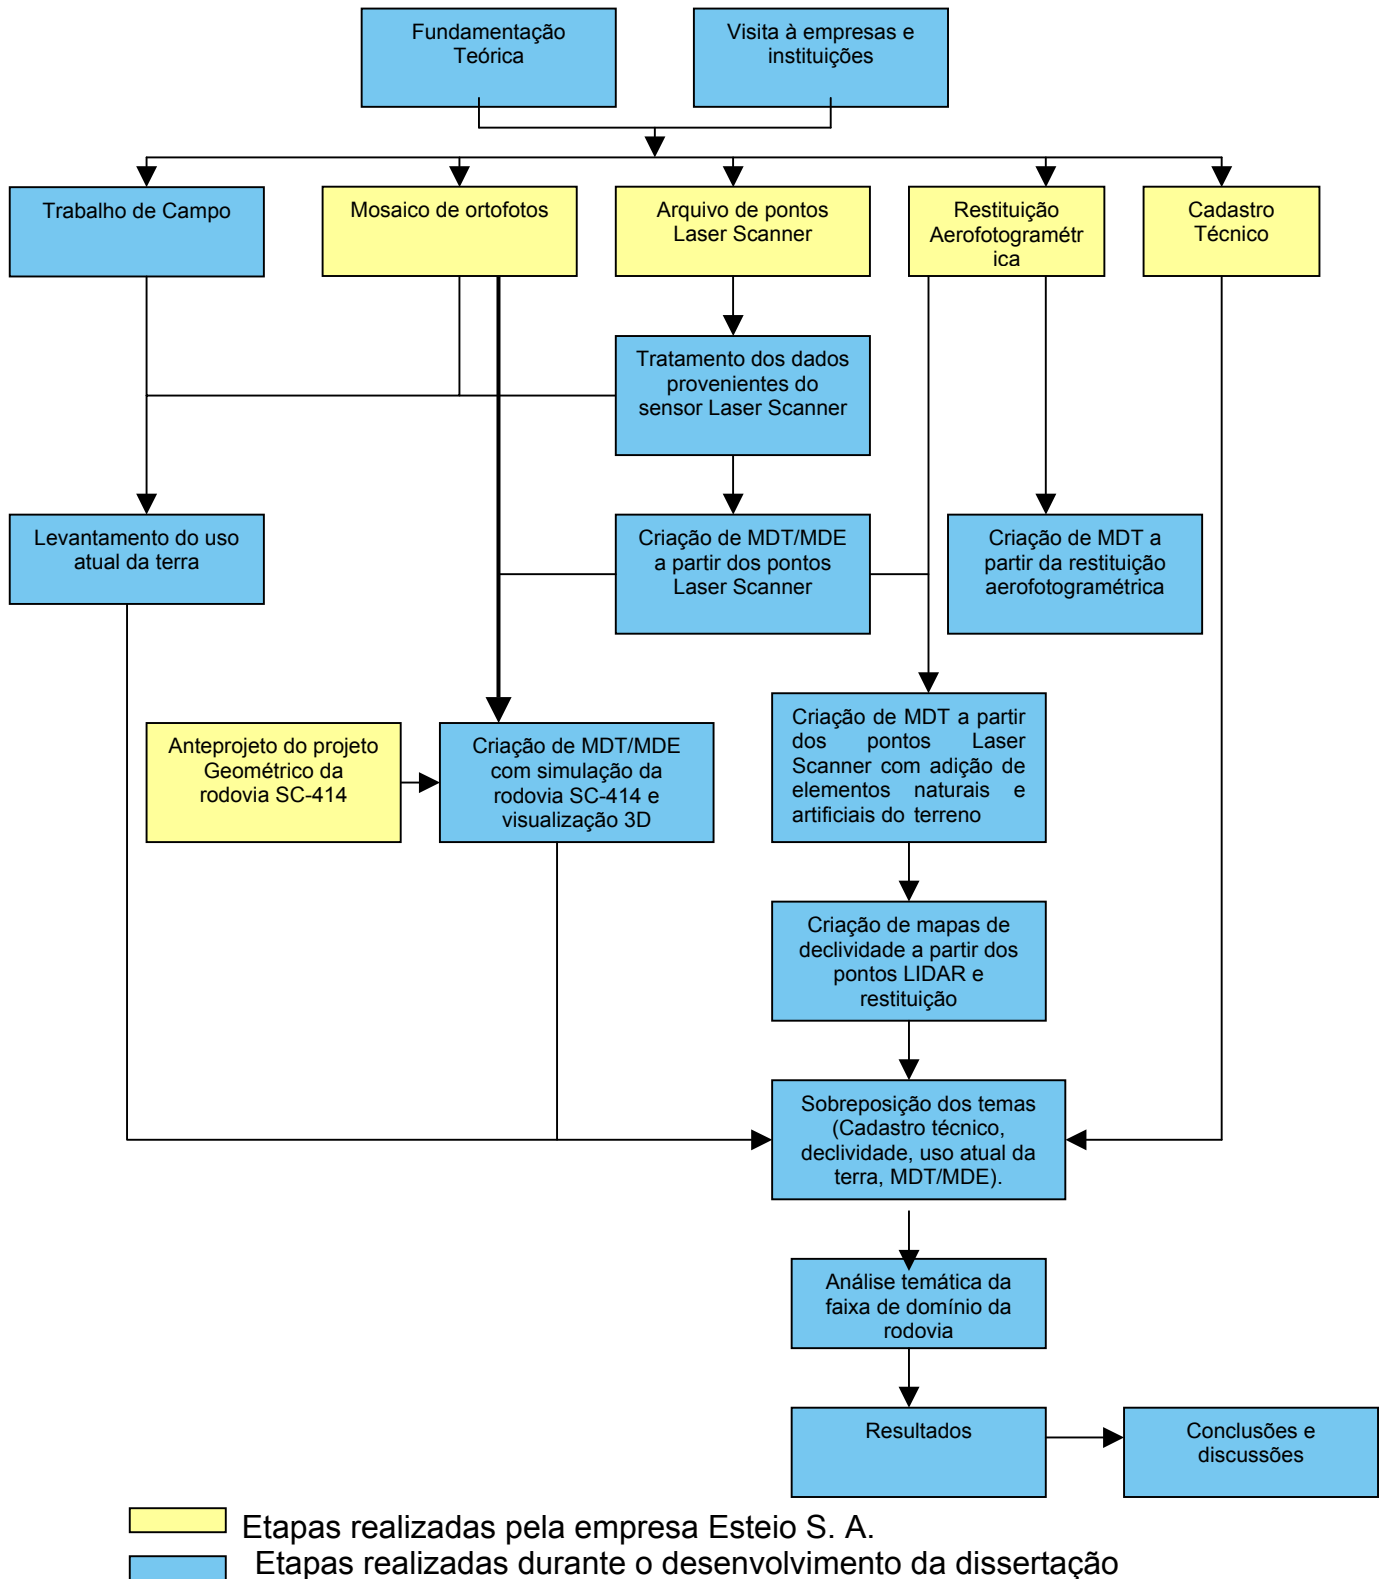 Fundamentação
Teórica
Visita à empresas e
instituições
Trabalho de Campo
Mosaico de ortofotos
Arquivo de pontos
Laser Scanner
Restituição
Aerofotogramétr
ica
Cadastro
Técnico
Tratamento dos dados
provenientes do
sensor Laser Scanner
Levantamento do uso
atual da terra
Criação de MDT/MDE
a partir dos pontos
Laser Scanner
Criação de MDT a
partir da restituição
aerofotogramétrica
Anteprojeto do projeto
Geométrico da
rodovia SC-414
Criação de MDT/MDE
com simulação da
rodovia SC-414 e
visualização 3D
Criação de MDT a partir
dos pontos Laser
Scanner com adição de
elementos naturais e
artificiais do terreno
Criação de mapas de
declividade a partir dos
pontos LIDAR e
restituição
Sobreposição dos temas
(Cadastro técnico,
declividade, uso atual da
terra, MDT/MDE).
Análise temática da
faixa de domínio da
rodovia
Resultados
Conclusões e
discussões
Etapas realizadas pela empresa Esteio S. A.
Etapas realizadas durante o desenvolvimento da dissertação